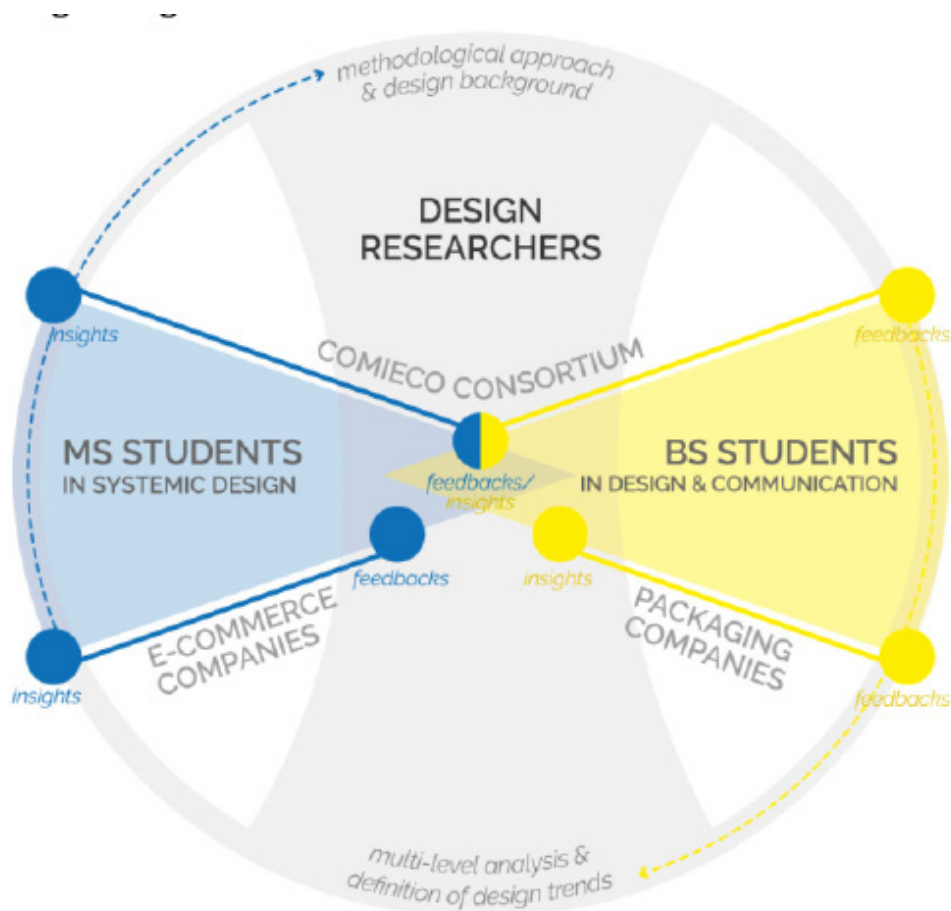 methodological approach
& design background
DESIGN
RESEARCHERS
insights
feedbacks
COMIECO CONSORTIUM
MS STUDENTS
IN SYSTEMIC DESIGN
feedbacks/
insights
BS STUDENTS
IN DESIGN & COMMUNICATION
feedbacks
insights
E-COMMERCE
COMPANIES
PACKAGING
COMPANIES
insights
feedbacks
multi-level analysis &
definition of design trends